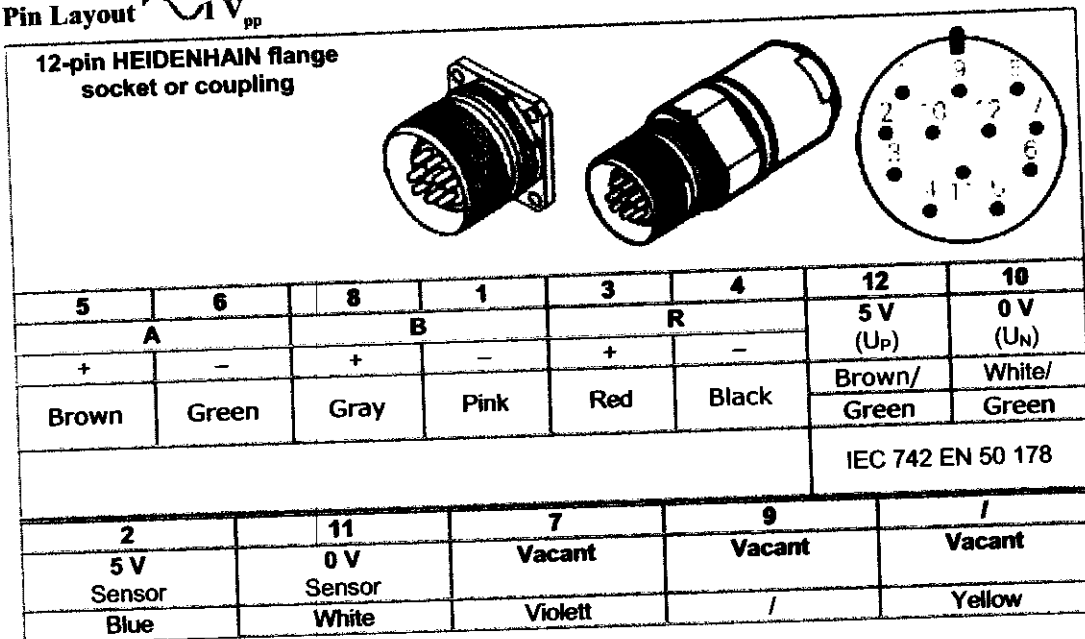 Pin Layout 1 Vpp
12-pin HEIDENHAIN flange
socket or coupling
9 8
2 10 12 7
3 6
4 11 5
5 6 8 1 3 4 12 10
A B R 5 V 0 V
(UP) (UN)
+ – + – + –
Brown/ White/
Brown Green Gray Pink Red Black Green Green
IEC 742 EN 50 178
2 11 7 9 /
5 V 0 V Vacant Vacant Vacant
Sensor Sensor
Blue White Violett / Yellow